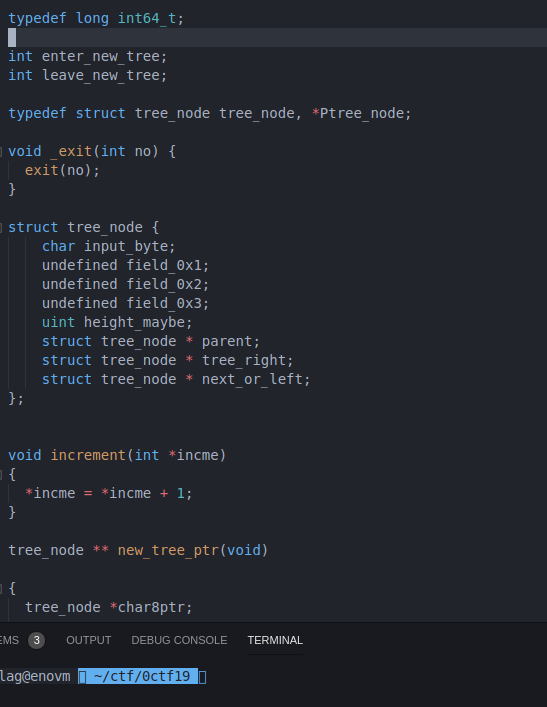 typedef long int64_t;
int enter_new_tree;
int leave_new_tree;
typedef struct tree_node tree_node, *Ptree_node;
void _exit(int no) {
exit(no);
}
struct tree_node {
char input_byte;
undefined field_0x1;
undefined field_0x2;
undefined field_0x3;
uint height_maybe;
struct tree_node * parent;
struct tree_node * tree_right;
struct tree_node * next_or_left;
};
void increment(int *incme)
{
*incme = *incme + 1;
}
tree_node ** new_tree_ptr(void)
{
tree_node *char8ptr;
EMS 3 OUTPUT DEBUG CONSOLE TERMINAL
lag@enovm ~/ctf/0ctf19